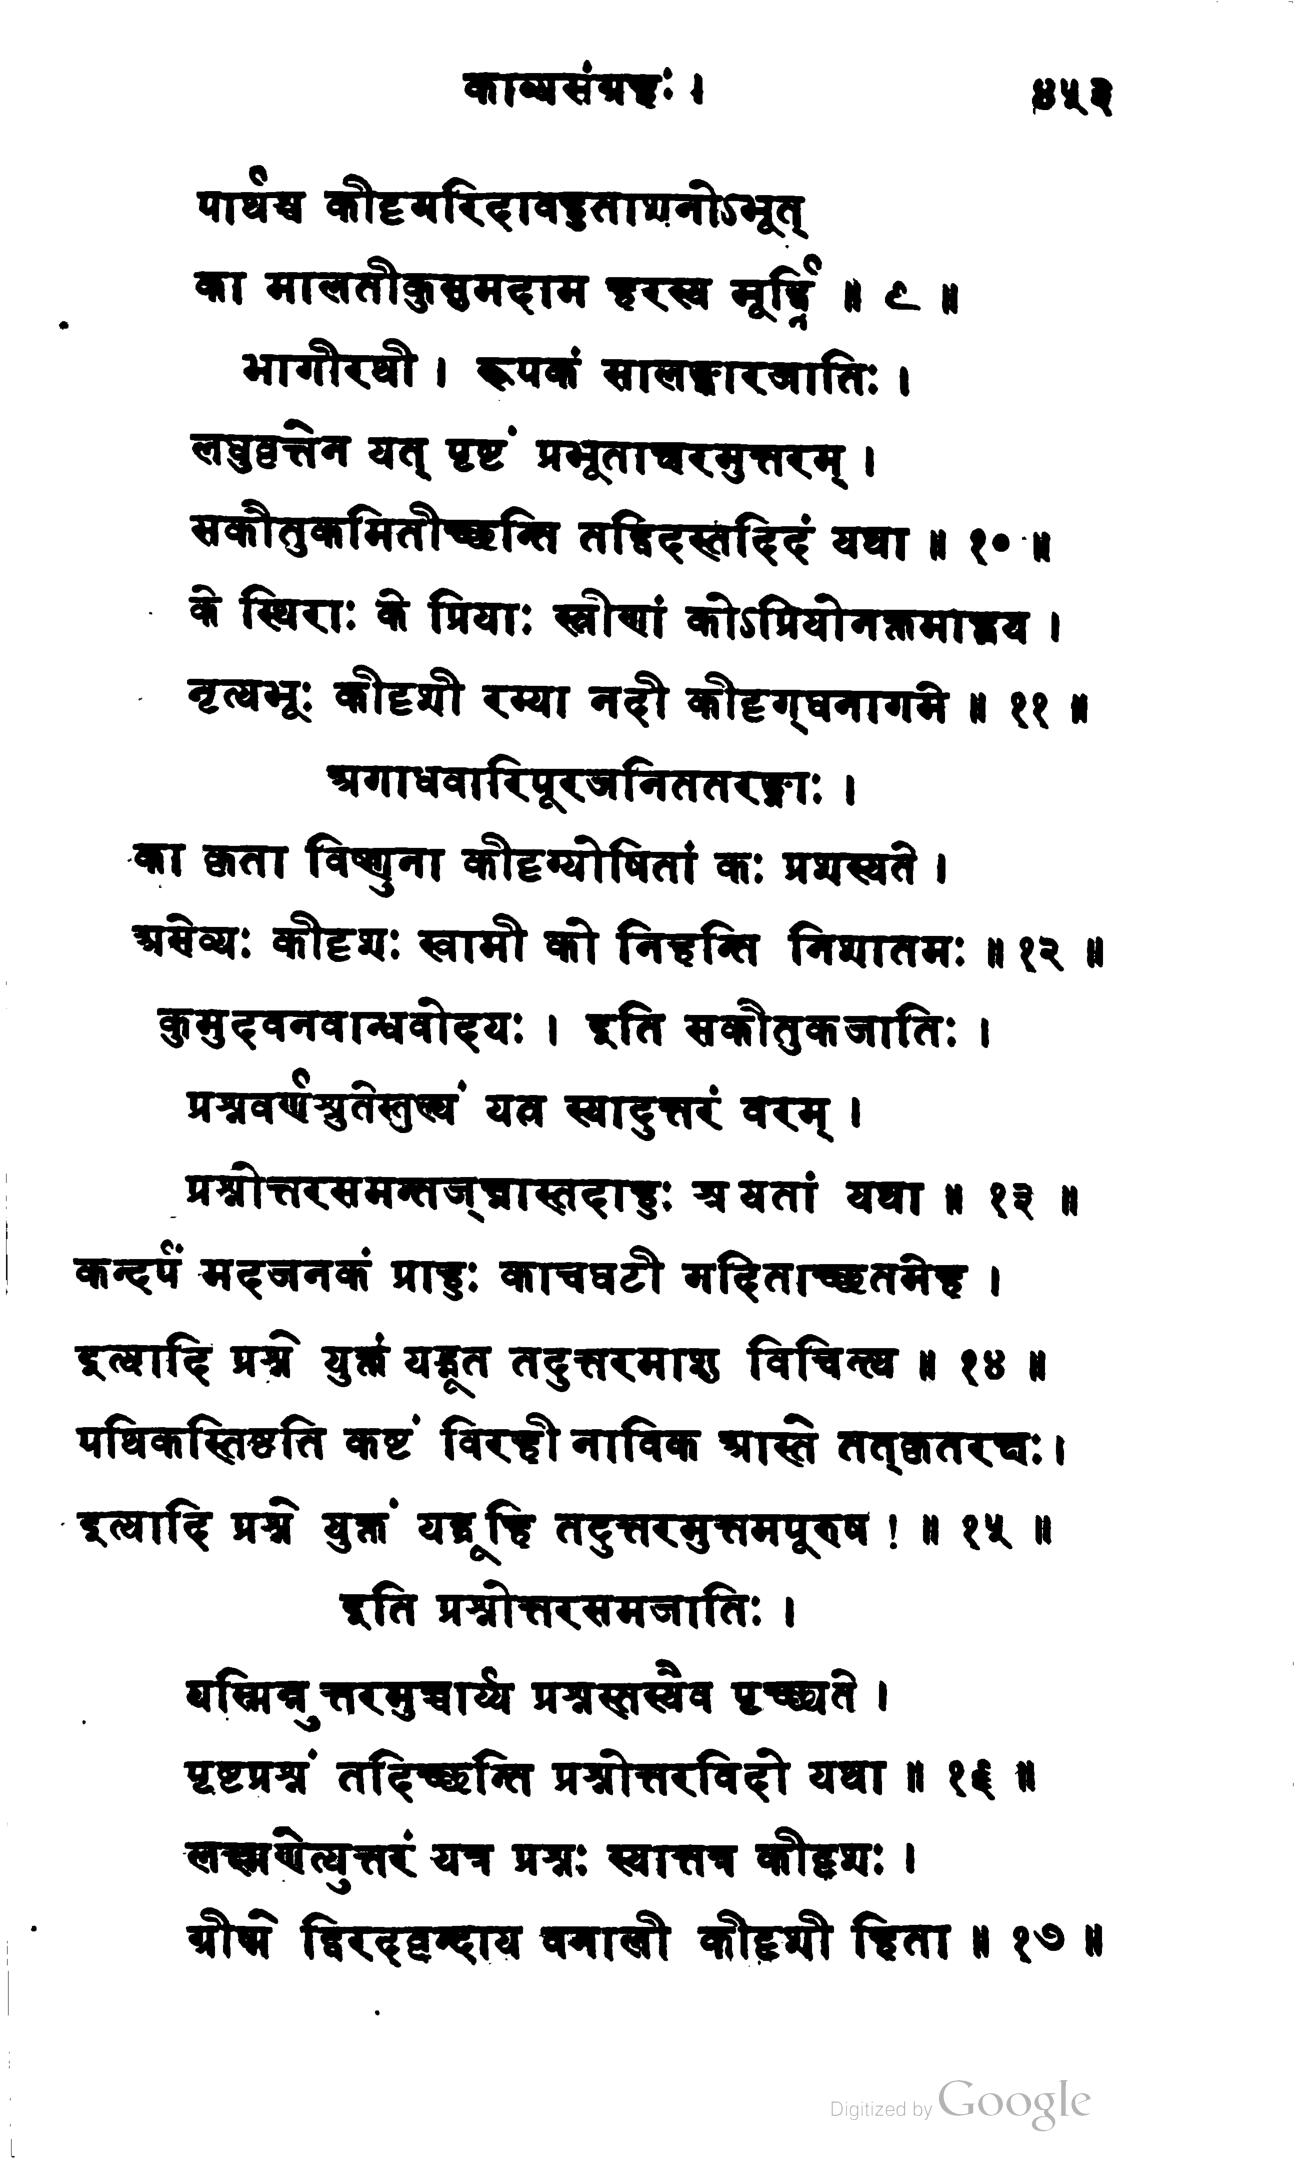 काव्यसंग्रहः । ४५३
पार्थश्च कीदृगरिदावहुताशनोऽभूत्
का मालतीकुसुमदाम हरस्य मूर्द्ध्नि ॥ ९ ॥
भागीरथी । रूपकं सालङ्कारजातिः ।
लघुवृत्तेन यत् पृष्टं प्रभूताक्षरमुत्तरम् ।
सकौतुकमितीच्छन्ति तद्विदस्तदिदं यथा ॥ १० ॥
के स्थिराः के प्रियाः स्त्रीणां कोऽप्रियोनक्तमाह्वय ।
नृत्यभूः कीदृशी रम्या नदी कीदृग्घनागमे ॥ ११ ॥
अगाधवारिपूरजनिततरङ्गाः ।
का कृता विष्णुना कीदृग्योषितां कः प्रशस्यते ।
असेव्यः कीदृशः स्वामी को निहन्ति निशातमः ॥ १२ ॥
कुमुदवनवान्धवोदयः । इति सकौतुकजातिः ।
प्रश्नवर्णश्रुतेस्तुल्यं यत्र स्यादुत्तरं वरम् ।
प्रश्नोत्तरसमन्तज्ज्ञास्तदाहुः श्रूयतां यथा ॥ १३ ॥
कन्दर्पं मदजनकं प्राहुः काचघटी गदिताच्छतमेह ।
इत्यादि प्रश्ने युक्तं यद्ब्रूत तदुत्तरमाशु विचिन्त्य ॥ १४ ॥
पथिकस्तिष्ठति कष्टं विरही नाविक आस्ते तत्कृतरक्षः ।
इत्यादि प्रश्ने युक्तं यद्ब्रूहि तदुत्तरमुत्तमपूरुष ! ॥ १५ ॥
इति प्रश्नोत्तरसमजातिः ।
यस्मिन्नुत्तरमुच्चार्य्य प्रश्नस्तस्यैव पृच्छ्यते ।
पृष्टप्रश्नं तदिच्छन्ति प्रश्नोत्तरविदो यथा ॥ १६ ॥
लक्ष्मणेत्युत्तरं यत्र प्रश्नः स्यात्तत्र कीदृशः ।
ग्रीष्मे द्विरदवृन्दाय वनाली कीदृशी हिता ॥ १७ ॥
Digitized by Google